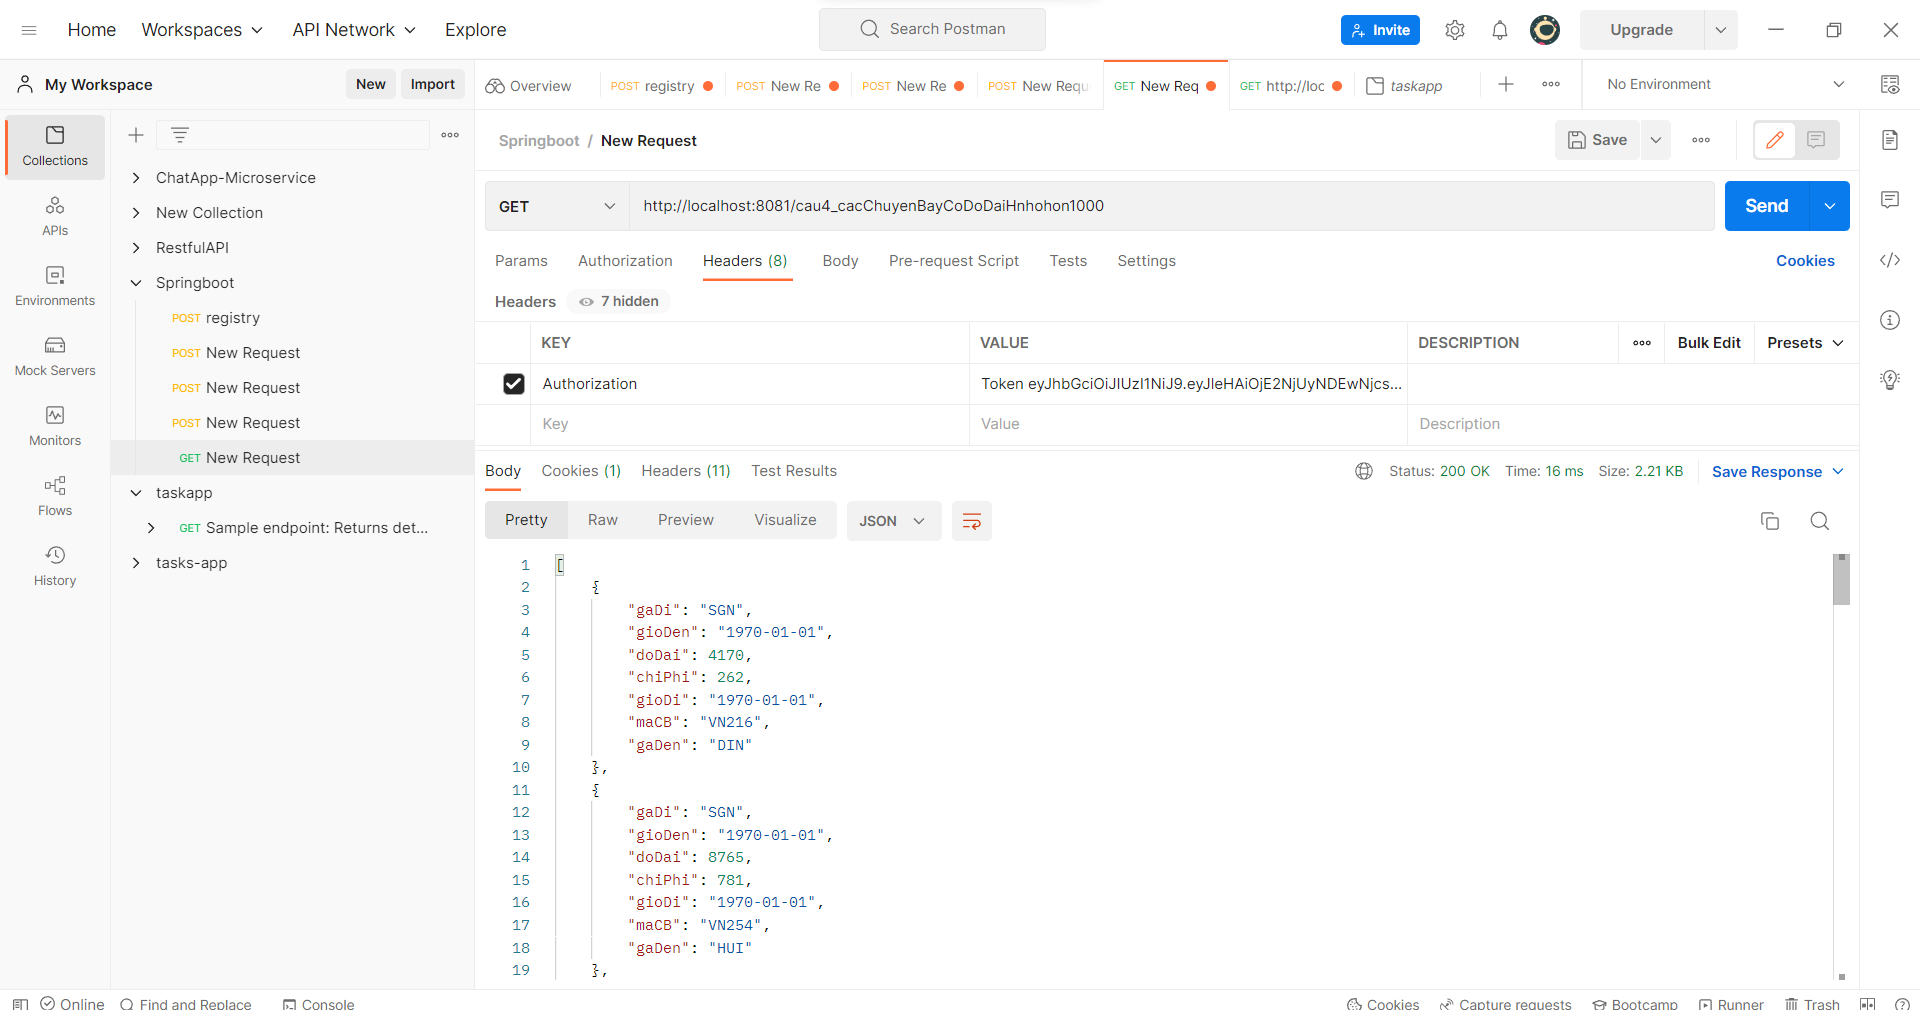 Home Workspaces API Network Explore Search Postman Invite Upgrade
My Workspace New Import
Overview POST registry POST New Re POST New Re POST New Requ GET New Req GET http://loc taskapp No Environment
Collections
APIs
Environments
Mock Servers
Monitors
Flows
History
ChatApp-Microservice
New Collection
RestfulAPI
Springboot
POST registry
POST New Request
POST New Request
POST New Request
GET New Request
taskapp
GET Sample endpoint: Returns det...
tasks-app
Springboot / New Request Save
GET http://localhost:8081/cau4_cacChuyenBayCoDoDaiHnhohon1000 Send
Params Authorization Headers (8) Body Pre-request Script Tests Settings Cookies
Headers 7 hidden
KEY VALUE DESCRIPTION Bulk Edit Presets
Authorization Token eyJhbGciOiJIUzI1NiJ9.eyJleHAiOjE2NjUyNDEwNjcs...
Key Value Description
Body Cookies (1) Headers (11) Test Results Status: 200 OK Time: 16 ms Size: 2.21 KB Save Response
Pretty Raw Preview Visualize JSON
1 [
2 {
3 "gaDi": "SGN",
4 "gioDen": "1970-01-01",
5 "doDai": 4170,
6 "chiPhi": 262,
7 "gioDi": "1970-01-01",
8 "maCB": "VN216",
9 "gaDen": "DIN"
10 },
11 {
12 "gaDi": "SGN",
13 "gioDen": "1970-01-01",
14 "doDai": 8765,
15 "chiPhi": 781,
16 "gioDi": "1970-01-01",
17 "maCB": "VN254",
18 "gaDen": "HUI"
19 },
Online Find and Replace Console Cookies Capture requests Bootcamp Runner Trash